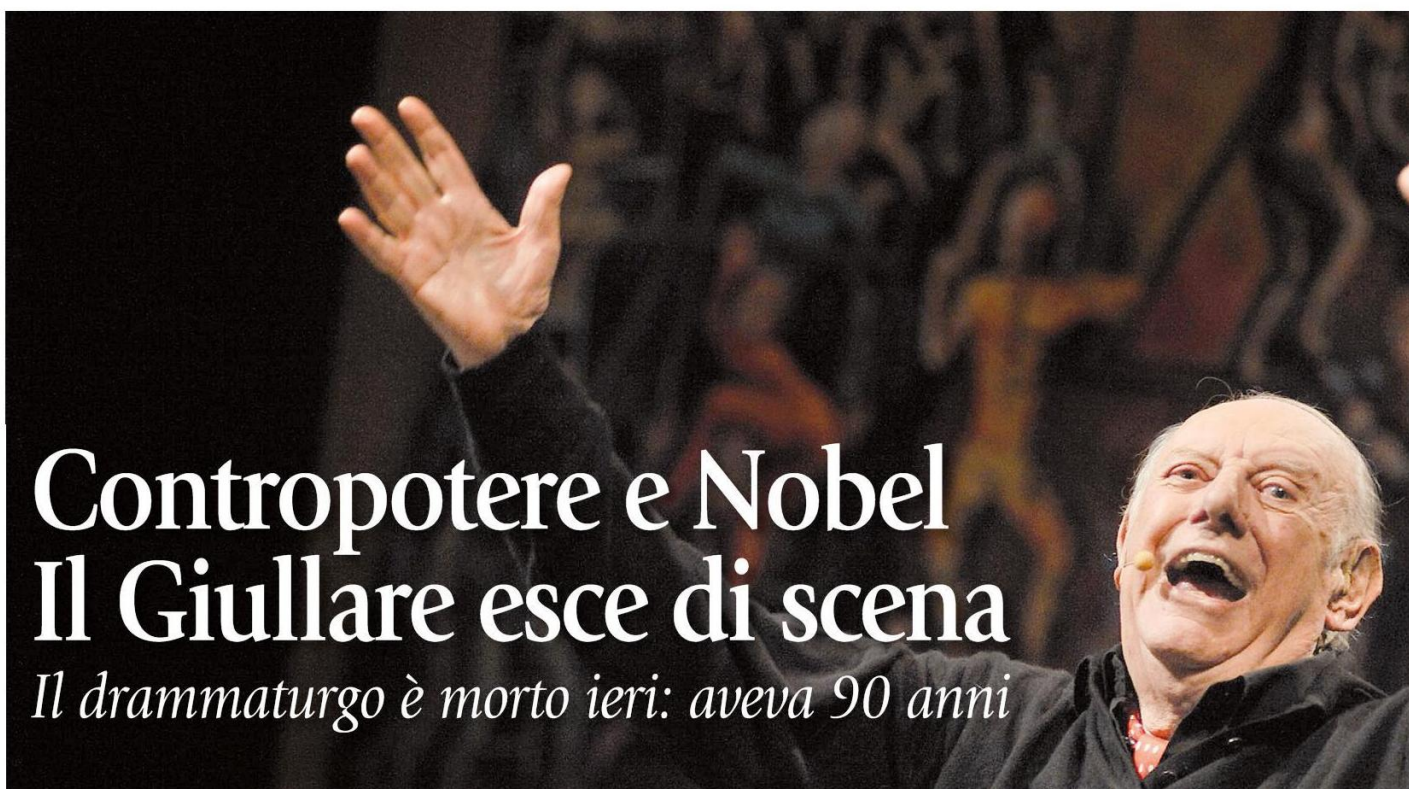 Contropotere e Nobel
Il Giullare esce di scena
Il drammaturgo è morto ieri: aveva 90 anni